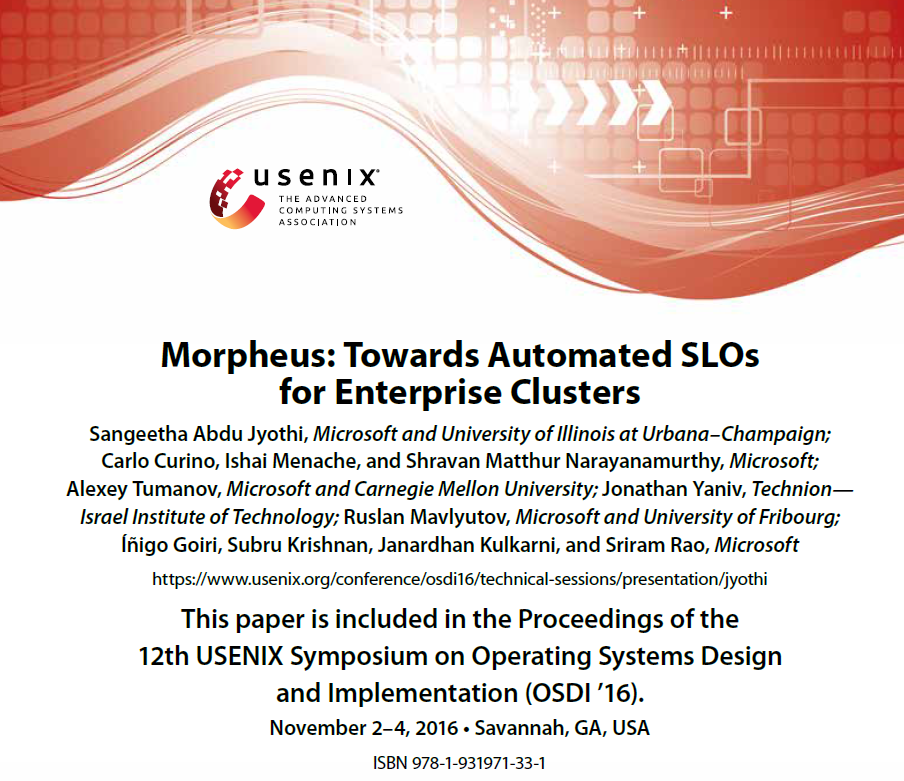 usenix®
THE ADVANCED
COMPUTING SYSTEMS
ASSOCIATION
Morpheus: Towards Automated SLOs
for Enterprise Clusters
Sangeetha Abdu Jyothi, Microsoft and University of Illinois at Urbana–Champaign;
Carlo Curino, Ishai Menache, and Shravan Matthur Narayanamurthy, Microsoft;
Alexey Tumanov, Microsoft and Carnegie Mellon University; Jonathan Yaniv, Technion—
Israel Institute of Technology; Ruslan Mavlyutov, Microsoft and University of Fribourg;
Íñigo Goiri, Subru Krishnan, Janardhan Kulkarni, and Sriram Rao, Microsoft
https://www.usenix.org/conference/osdi16/technical-sessions/presentation/jyothi
This paper is included in the Proceedings of the
12th USENIX Symposium on Operating Systems Design
and Implementation (OSDI ’16).
November 2–4, 2016 • Savannah, GA, USA
ISBN 978-1-931971-33-1